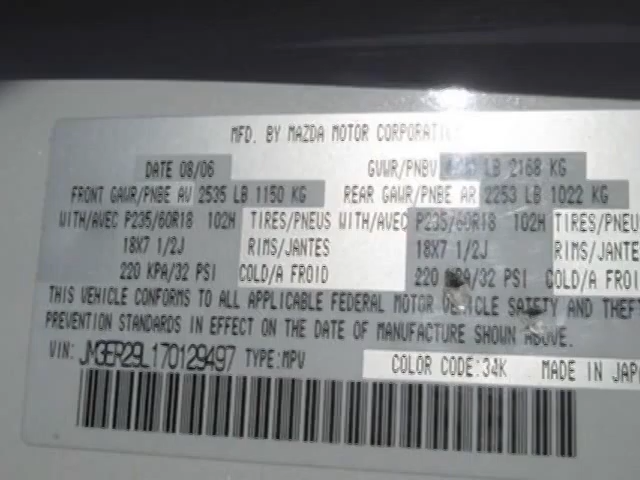 MFD. BY MAZDA MOTOR CORPORATI
DATE 08/06 GVWR/PNBV LB 2168 KG
FRONT GAWR/PNBE AV 2535 LB 1150 KG REAR GAWR/PNBE AR 2253 LB 1022 KG
WITH/AVEC P235/60R18 102H TIRES/PNEUS WITH/AVEC P235/60R18 102H TIRES/PNEU
18X7 1/2J RIMS/JANTES 18X7 1/2J RIMS/JANTE
220 KPA/32 PSI COLD/A FROID 220 KPA/32 PSI COLD/A FROI
THIS VEHICLE CONFORMS TO ALL APPLICABLE FEDERAL MOTOR VEHICLE SAFETY AND THEF
PREVENTION STANDARDS IN EFFECT ON THE DATE OF MANUFACTURE SHOWN ABOVE.
VIN: JM3ER29L170129497 TYPE:MPV COLOR CODE:34K MADE IN JAPA